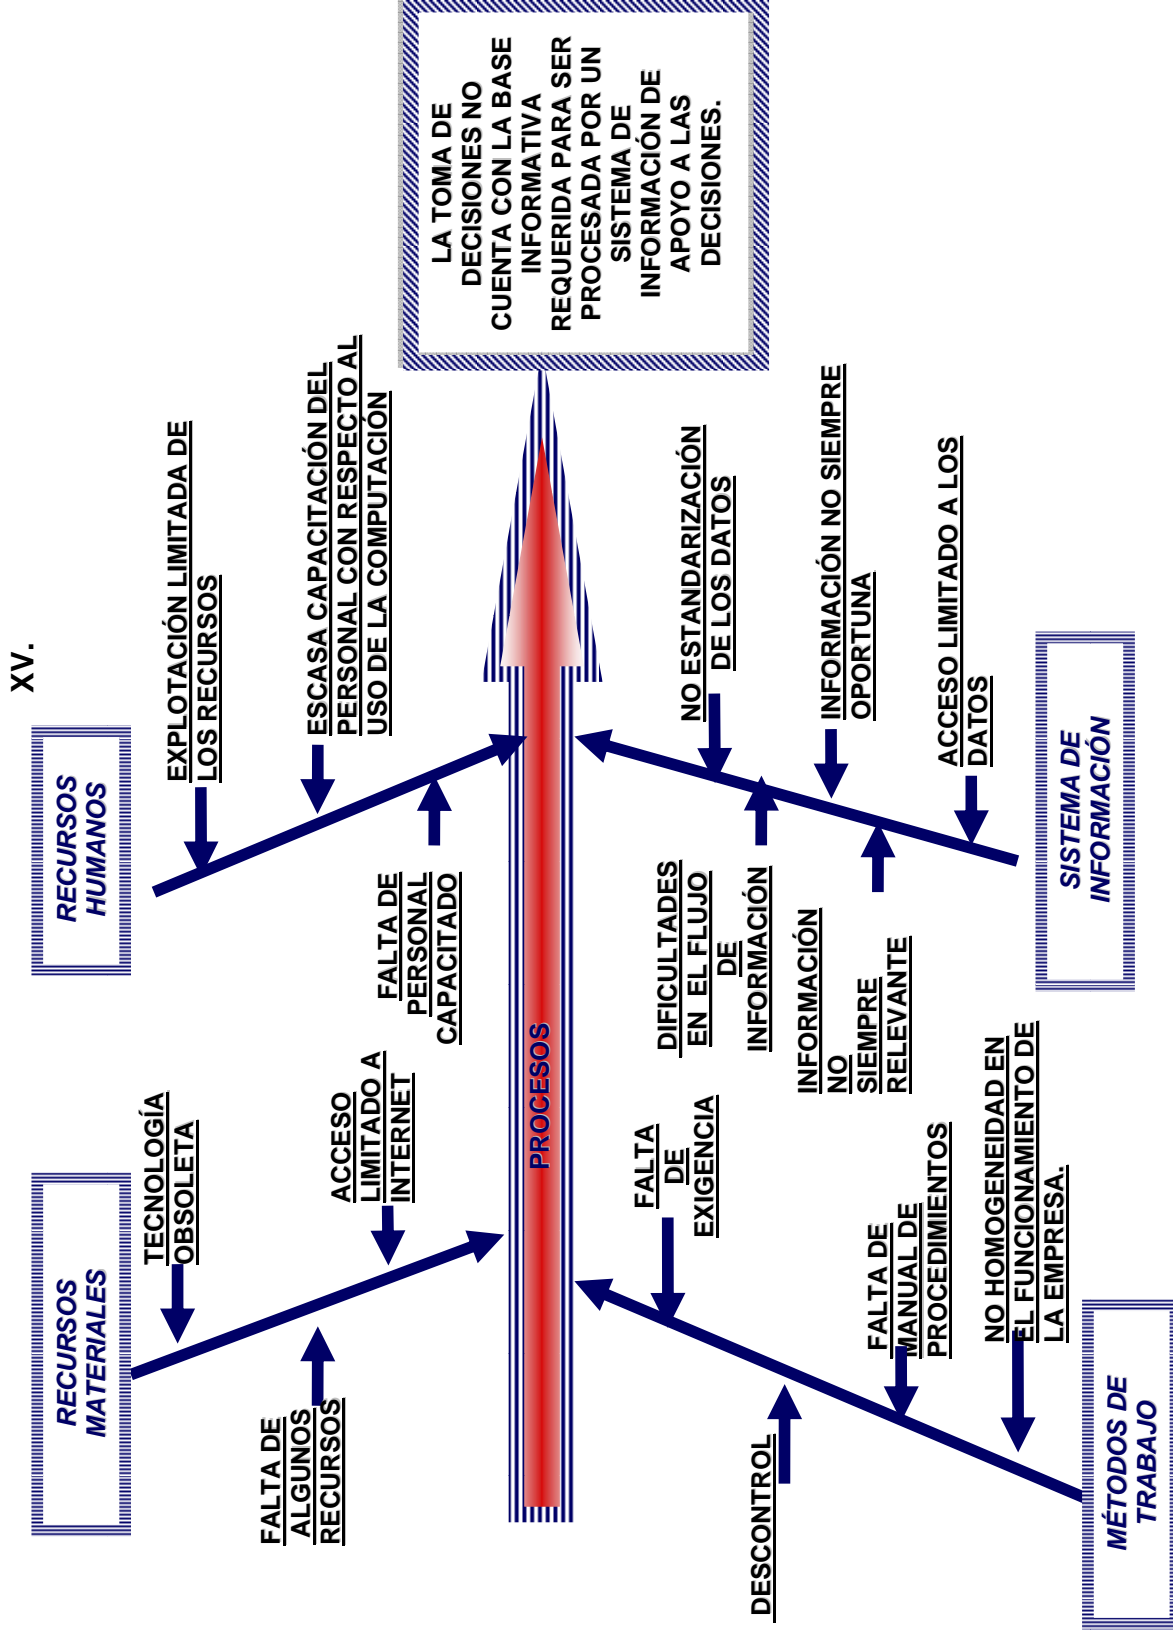 XV.
RECURSOS
MATERIALES
RECURSOS
HUMANOS
TECNOLOGÍA
OBSOLETA
FALTA DE
ALGUNOS
RECURSOS
ACCESO
LIMITADO A
INTERNET
EXPLOTACIÓN LIMITADA DE
LOS RECURSOS
ESCASA CAPACITACIÓN DEL
PERSONAL CON RESPECTO AL
USO DE LA COMPUTACIÓN
FALTA DE
PERSONAL
CAPACITADO
PROCESOS
LA TOMA DE
DECISIONES NO
CUENTA CON LA BASE
INFORMATIVA
REQUERIDA PARA SER
PROCESADA POR UN
SISTEMA DE
INFORMACIÓN DE
APOYO A LAS
DECISIONES.
FALTA
DE
EXIGENCIA
DESCONTROL
FALTA DE
MANUAL DE
PROCEDIMIENTOS
NO HOMOGENEIDAD EN
EL FUNCIONAMIENTO DE
LA EMPRESA.
DIFICULTADES
EN EL FLUJO
DE
INFORMACIÓN
INFORMACIÓN
NO
SIEMPRE
RELEVANTE
NO ESTANDARIZACIÓN
DE LOS DATOS
INFORMACIÓN NO SIEMPRE
OPORTUNA
ACCESO LIMITADO A LOS
DATOS
MÉTODOS DE
TRABAJO
SISTEMA DE
INFORMACIÓN